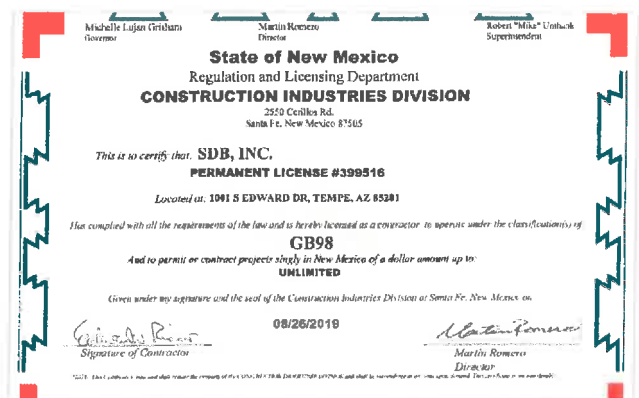 Michelle Lujan Grisham
Governor
Martin Romero
Director
Robert "Mike" Unthank
Superintendent
State of New Mexico
Regulation and Licensing Department
CONSTRUCTION INDUSTRIES DIVISION
2550 Cerillos Rd.
Santa Fe, New Mexico 87505
This is to certify that. SDB, INC.
PERMANENT LICENSE #399516
Located at: 1001 S EDWARD DR, TEMPE, AZ 85281
Has complied with all the requirements of the law and is hereby licensed as a contractor to operate under the classification(s) of
GB98
And to permit or contract projects singly in New Mexico of a dollar amount up to:
UNLIMITED
Given under my signature and the seal of the Construction Industries Division at Santa Fe, New Mexico on
08/26/2019
Martin Romero
Signature of Contractor
Martin Romero
Director